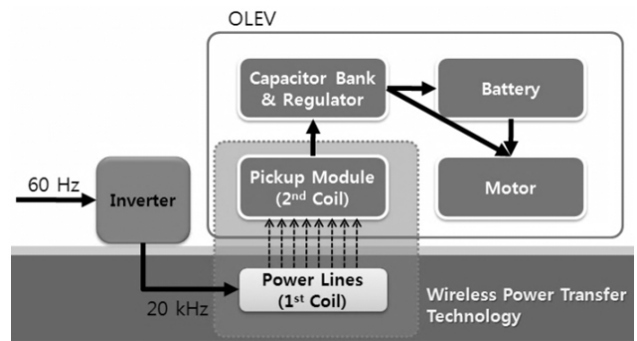 OLEV
Capacitor Bank
& Regulator
Battery
60 Hz
Inverter
Pickup Module
(2nd Coil)
Motor
20 kHz
Power Lines
(1st Coil)
Wireless Power Transfer
Technology